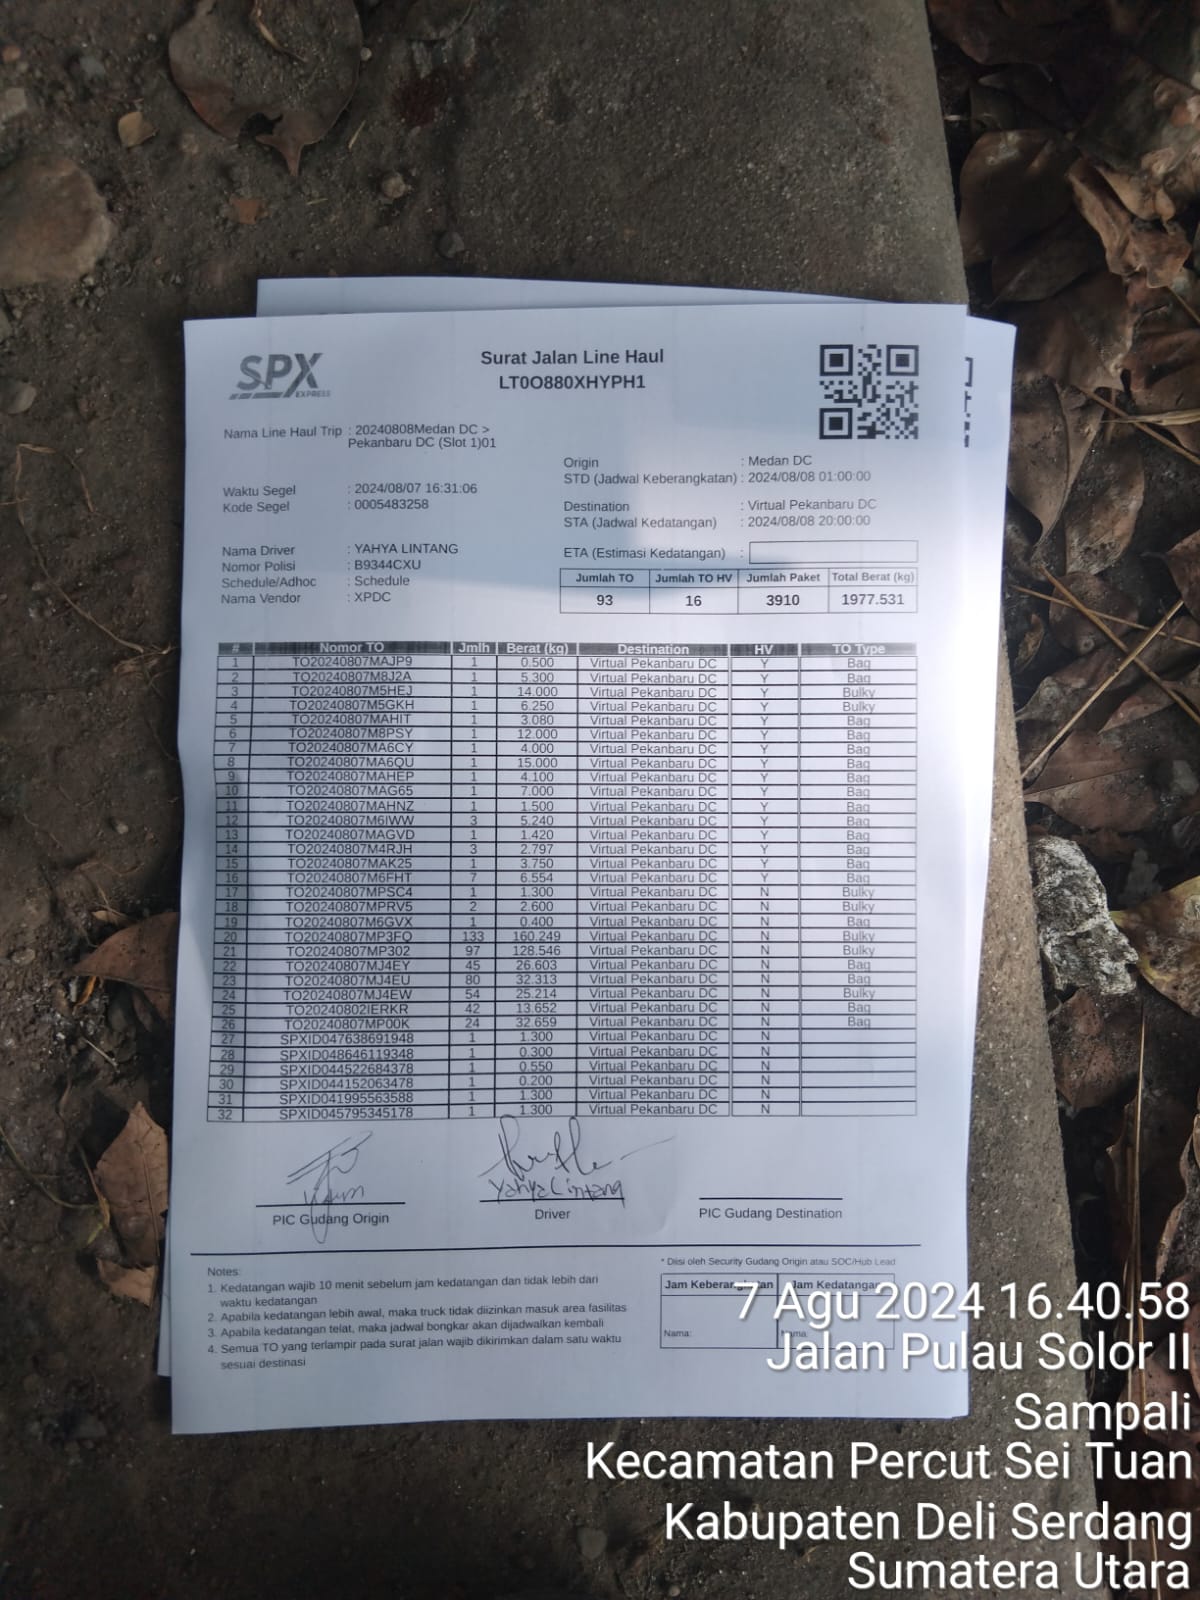 SPX
EXPRESS
Surat Jalan Line Haul
LT0O880XHYPH1
Nama Line Haul Trip : 20240808Medan DC >
Pekanbaru DC (Slot 1)01
Origin : Medan DC
STD (Jadwal Keberangkatan) : 2024/08/08 01:00:00
Waktu Segel : 2024/08/07 16:31:06
Kode Segel : 0005483258
Destination : Virtual Pekanbaru DC
STA (Jadwal Kedatangan) : 2024/08/08 20:00:00
Nama Driver : YAHYA LINTANG
Nomor Polisi : B9344CXU
Schedule/Adhoc : Schedule
Nama Vendor : XPDC
ETA (Estimasi Kedatangan) :
Jumlah TO Jumlah TO HV Jumlah Paket Total Berat (kg)
93 16 3910 1977.531
# Nomor TO Jmlh Berat (kg) Destination HV TO Type
1 TO20240807MAJP9 1 0.500 Virtual Pekanbaru DC Y Bag
2 TO20240807M8J2A 1 5.300 Virtual Pekanbaru DC Y Bag
3 TO20240807M5HEJ 1 14.000 Virtual Pekanbaru DC Y Bulky
4 TO20240807M5GKH 1 6.250 Virtual Pekanbaru DC Y Bulky
5 TO20240807MAHIT 1 3.080 Virtual Pekanbaru DC Y Bag
6 TO20240807M8PSY 1 12.000 Virtual Pekanbaru DC Y Bag
7 TO20240807MA6CY 1 4.000 Virtual Pekanbaru DC Y Bag
8 TO20240807MA6QU 1 15.000 Virtual Pekanbaru DC Y Bag
9 TO20240807MAHEP 1 4.100 Virtual Pekanbaru DC Y Bag
10 TO20240807MAG65 1 7.000 Virtual Pekanbaru DC Y Bag
11 TO20240807MAHNZ 1 1.500 Virtual Pekanbaru DC Y Bag
12 TO20240807M6IWW 3 5.240 Virtual Pekanbaru DC Y Bag
13 TO20240807MAGVD 1 1.420 Virtual Pekanbaru DC Y Bag
14 TO20240807M4RJH 3 2.797 Virtual Pekanbaru DC Y Bag
15 TO20240807MAK25 1 3.750 Virtual Pekanbaru DC Y Bag
16 TO20240807M6FHT 7 6.554 Virtual Pekanbaru DC Y Bag
17 TO20240807MPSC4 1 1.300 Virtual Pekanbaru DC N Bulky
18 TO20240807MPRV5 2 2.600 Virtual Pekanbaru DC N Bulky
19 TO20240807M6GVX 1 0.400 Virtual Pekanbaru DC N Bag
20 TO20240807MP3FQ 133 160.249 Virtual Pekanbaru DC N Bulky
21 TO20240807MP302 97 128.546 Virtual Pekanbaru DC N Bulky
22 TO20240807MJ4EY 45 26.603 Virtual Pekanbaru DC N Bag
23 TO20240807MJ4EU 80 32.313 Virtual Pekanbaru DC N Bag
24 TO20240807MJ4EW 54 25.214 Virtual Pekanbaru DC N Bulky
25 TO20240802IERKR 42 13.652 Virtual Pekanbaru DC N Bag
26 TO20240807MP00K 24 32.659 Virtual Pekanbaru DC N Bag
27 SPXID047638691948 1 1.300 Virtual Pekanbaru DC N
28 SPXID048646119348 1 0.300 Virtual Pekanbaru DC N
29 SPXID044522684378 1 0.550 Virtual Pekanbaru DC N
30 SPXID044152063478 1 0.200 Virtual Pekanbaru DC N
31 SPXID041995563588 1 1.300 Virtual Pekanbaru DC N
32 SPXID045795345178 1 1.300 Virtual Pekanbaru DC N
Yahya Lintang
PIC Gudang Origin Driver PIC Gudang Destination
Notes:
1. Kedatangan wajib 10 menit sebelum jam kedatangan dan tidak lebih dari
waktu kedatangan
2. Apabila kedatangan lebih awal, maka truck tidak diizinkan masuk area fasilitas
3. Apabila kedatangan telat, maka jadwal bongkar akan dijadwalkan kembali
4. Semua TO yang terlampir pada surat jalan wajib dikirimkan dalam satu waktu
sesuai destinasi
* Diisi oleh Security Gudang Origin atau SOC/Hub Lead
Jam Keberangkatan Jam Kedatangan
Nama: Nama:
7 Agu 2024 16.40.58
Jalan Pulau Solor II
Sampali
Kecamatan Percut Sei Tuan
Kabupaten Deli Serdang
Sumatera Utara